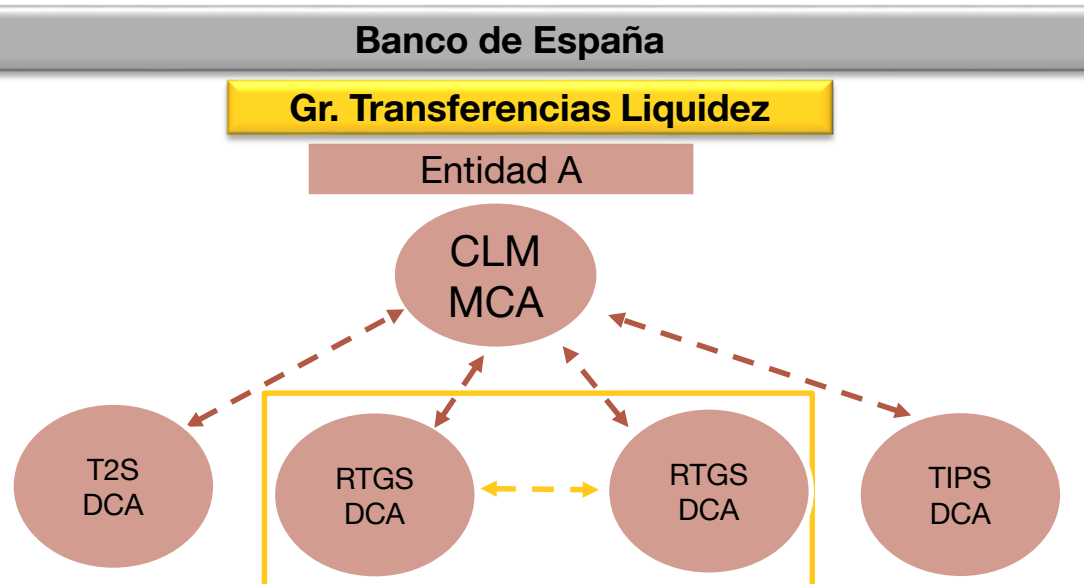 Banco de España
Gr. Transferencias Liquidez
Entidad A
CLM
MCA
T2S
DCA
RTGS
DCA
RTGS
DCA
TIPS
DCA